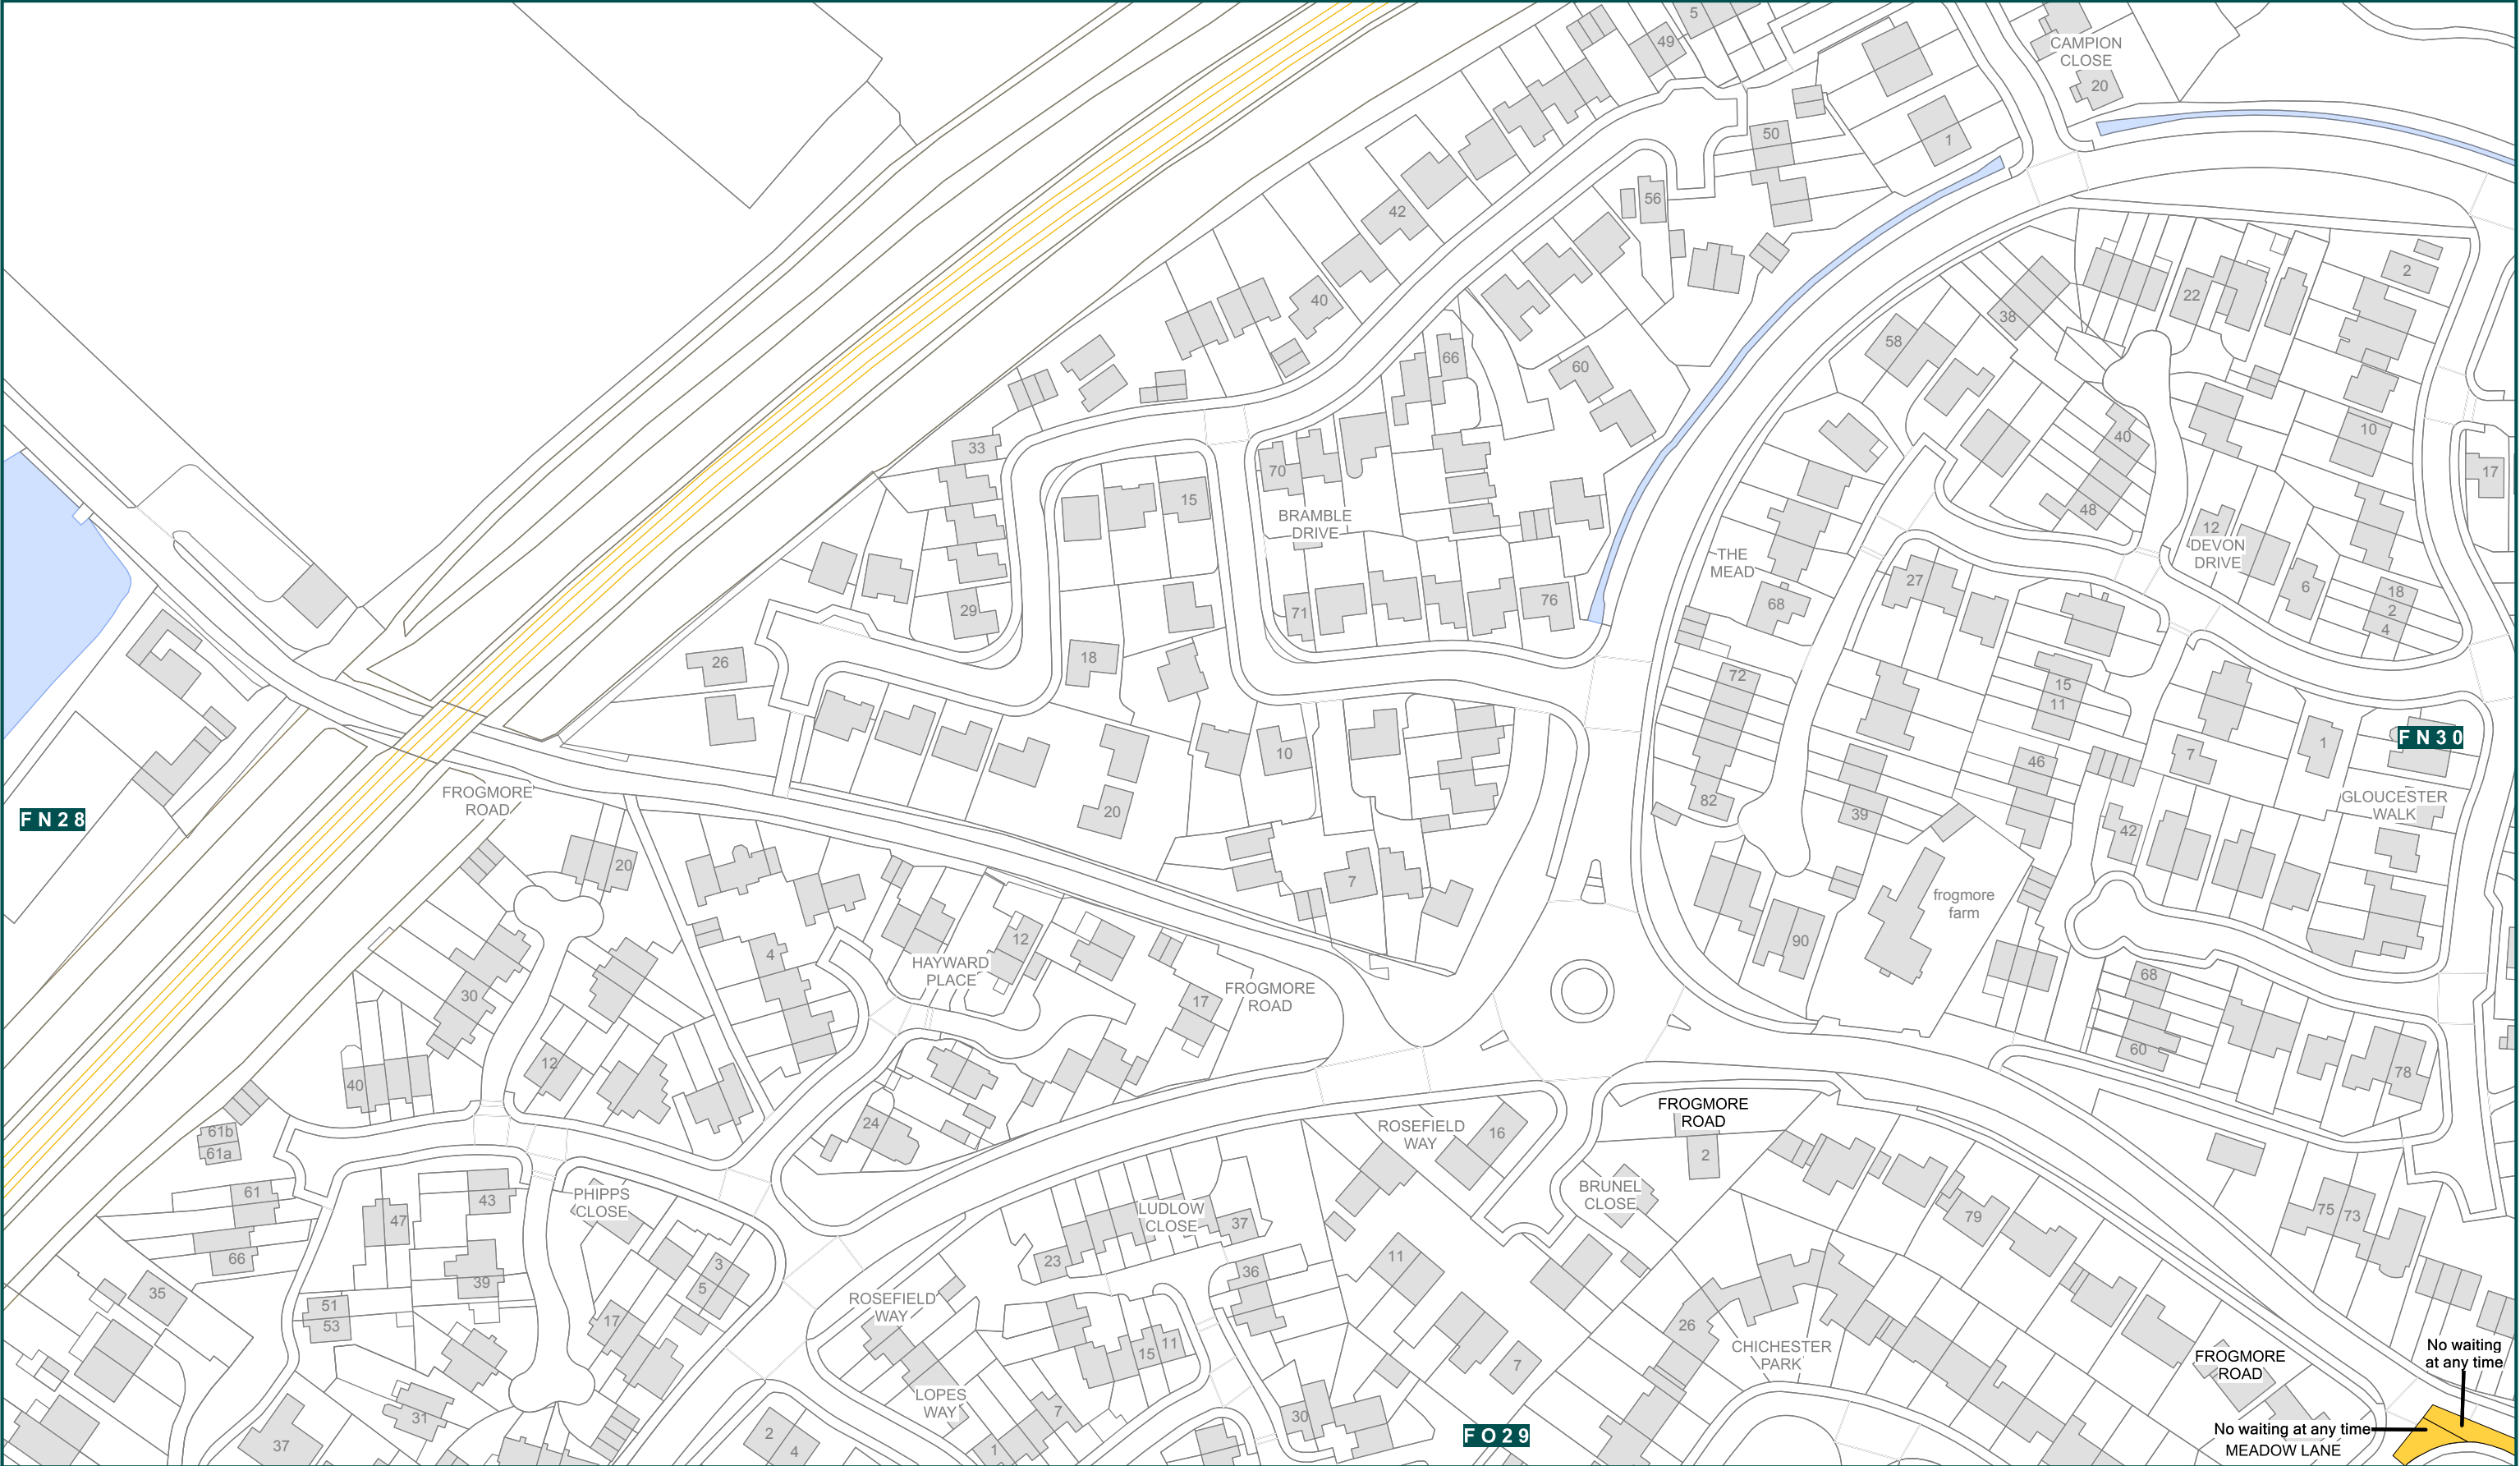 5
49
CAMPION
CLOSE
20
50
1
56
42
2
22
40
38
58
66
60
10
40
33
70
17
15
48
BRAMBLE
DRIVE
12
DEVON
DRIVE
THE
MEAD
27
6
18
2
4
29
71
76
68
26
18
72
15
11
FN30
1
7
10
46
82
39
GLOUCESTER
WALK
42
20
FROGMORE
ROAD
FN28
20
7
frogmore
farm
90
12
4
HAYWARD
PLACE
68
30
17
FROGMORE
ROAD
60
78
12
40
24
61b
61a
FROGMORE
ROAD
2
ROSEFIELD
WAY
16
61
43
47
PHIPPS
CLOSE
BRUNEL
CLOSE
LUDLOW
CLOSE
37
79
75
73
66
23
36
11
39
3
5
35
51
53
17
ROSEFIELD
WAY
26
15
11
7
CHICHESTER
PARK
FROGMORE
ROAD
No waiting
at any time
31
LOPES
WAY
7
30
37
2
4
1
FO29
No waiting at any time
MEADOW LANE